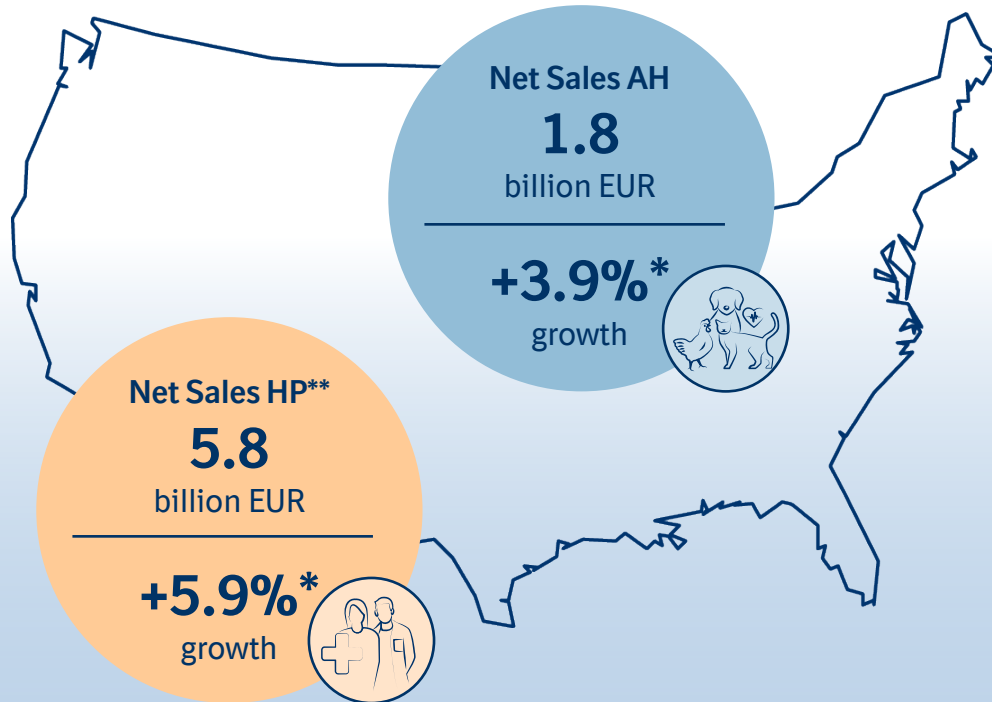 Net Sales AH
1.8
billion EUR
+3.9%*
growth
Net Sales HP**
5.8
billion EUR
+5.9%*
growth